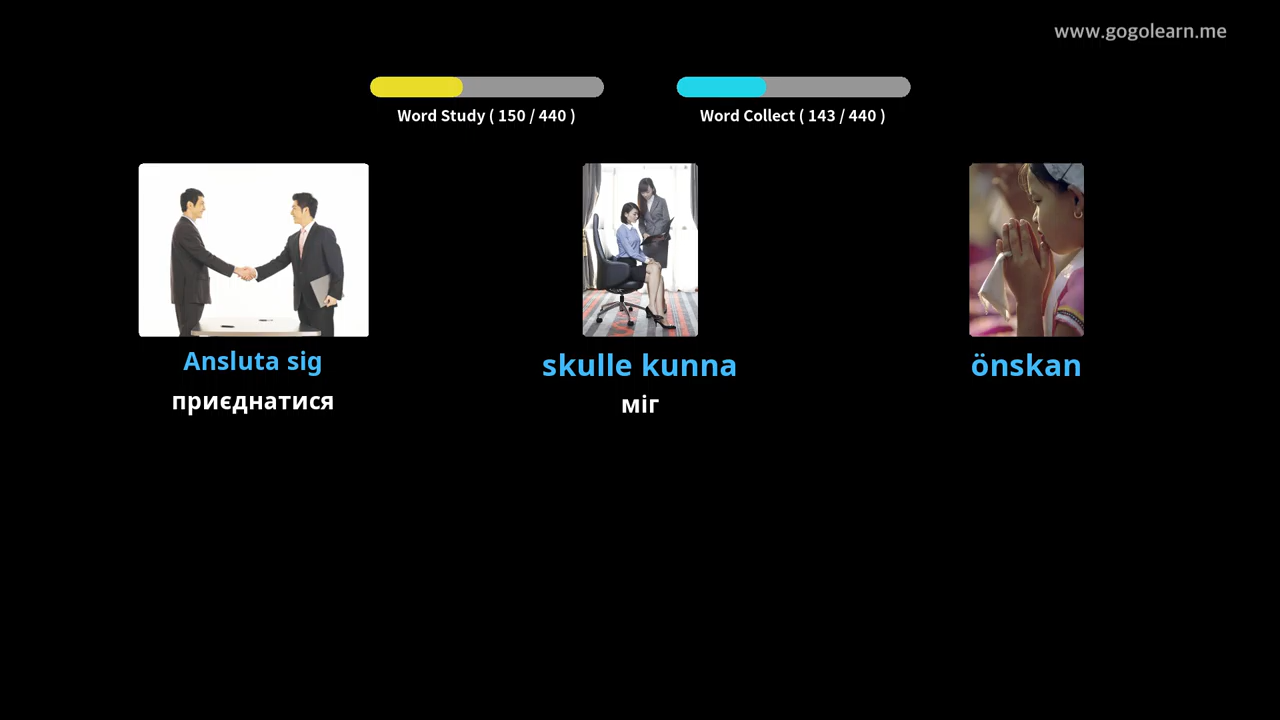 www.gogolearn.me
Word Study ( 150 / 440 )
Word Collect ( 143 / 440 )
Ansluta sig
приєднатися
skulle kunna
міг
önskan